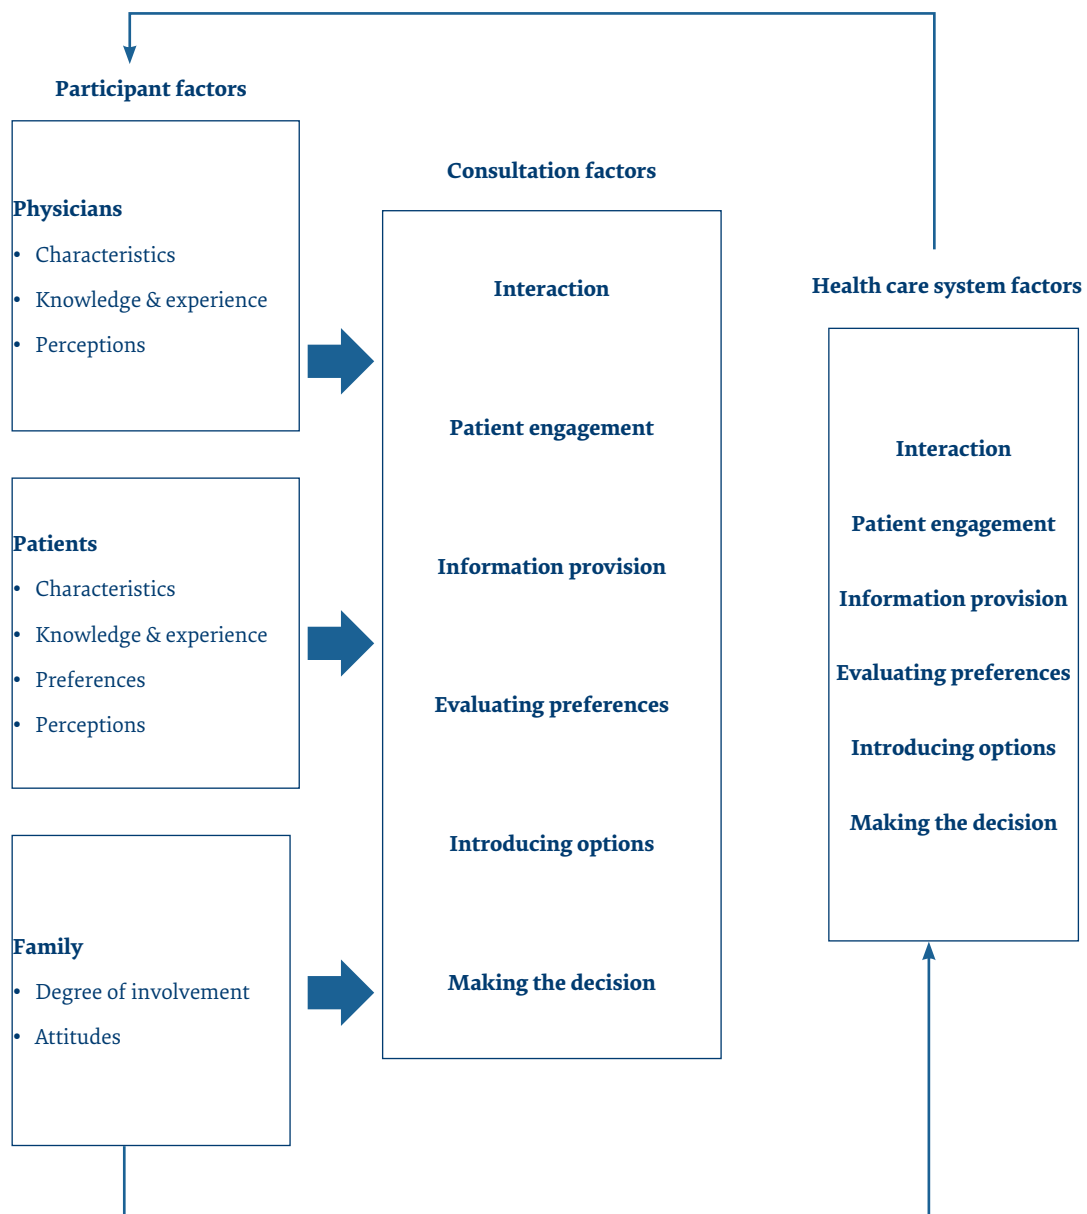 Participant factors
Physicians
• Characteristics
• Knowledge & experience
• Perceptions
Patients
• Characteristics
• Knowledge & experience
• Preferences
• Perceptions
Family
• Degree of involvement
• Attitudes
Consultation factors
Interaction
Patient engagement
Information provision
Evaluating preferences
Introducing options
Making the decision
Health care system factors
Interaction
Patient engagement
Information provision
Evaluating preferences
Introducing options
Making the decision